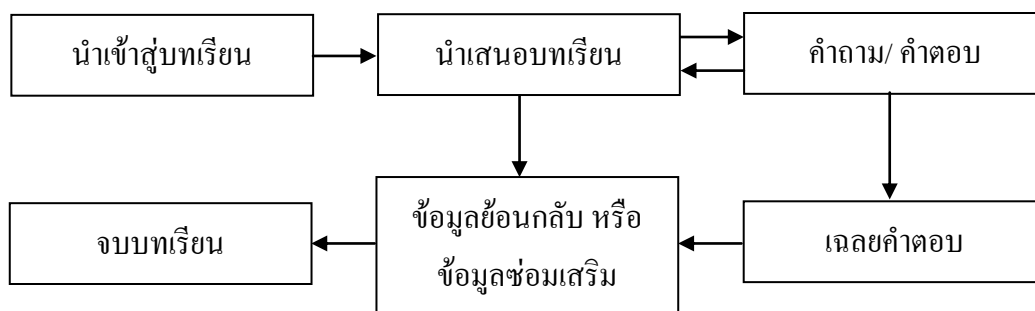 นำเข้าสู่บทเรียน
นำเสนอบทเรียน
คำถาม/ คำตอบ
จบบทเรียน
ข้อมูลย้อนกลับ หรือ
ข้อมูลซ่อมเสริม
เฉลยคำตอบ